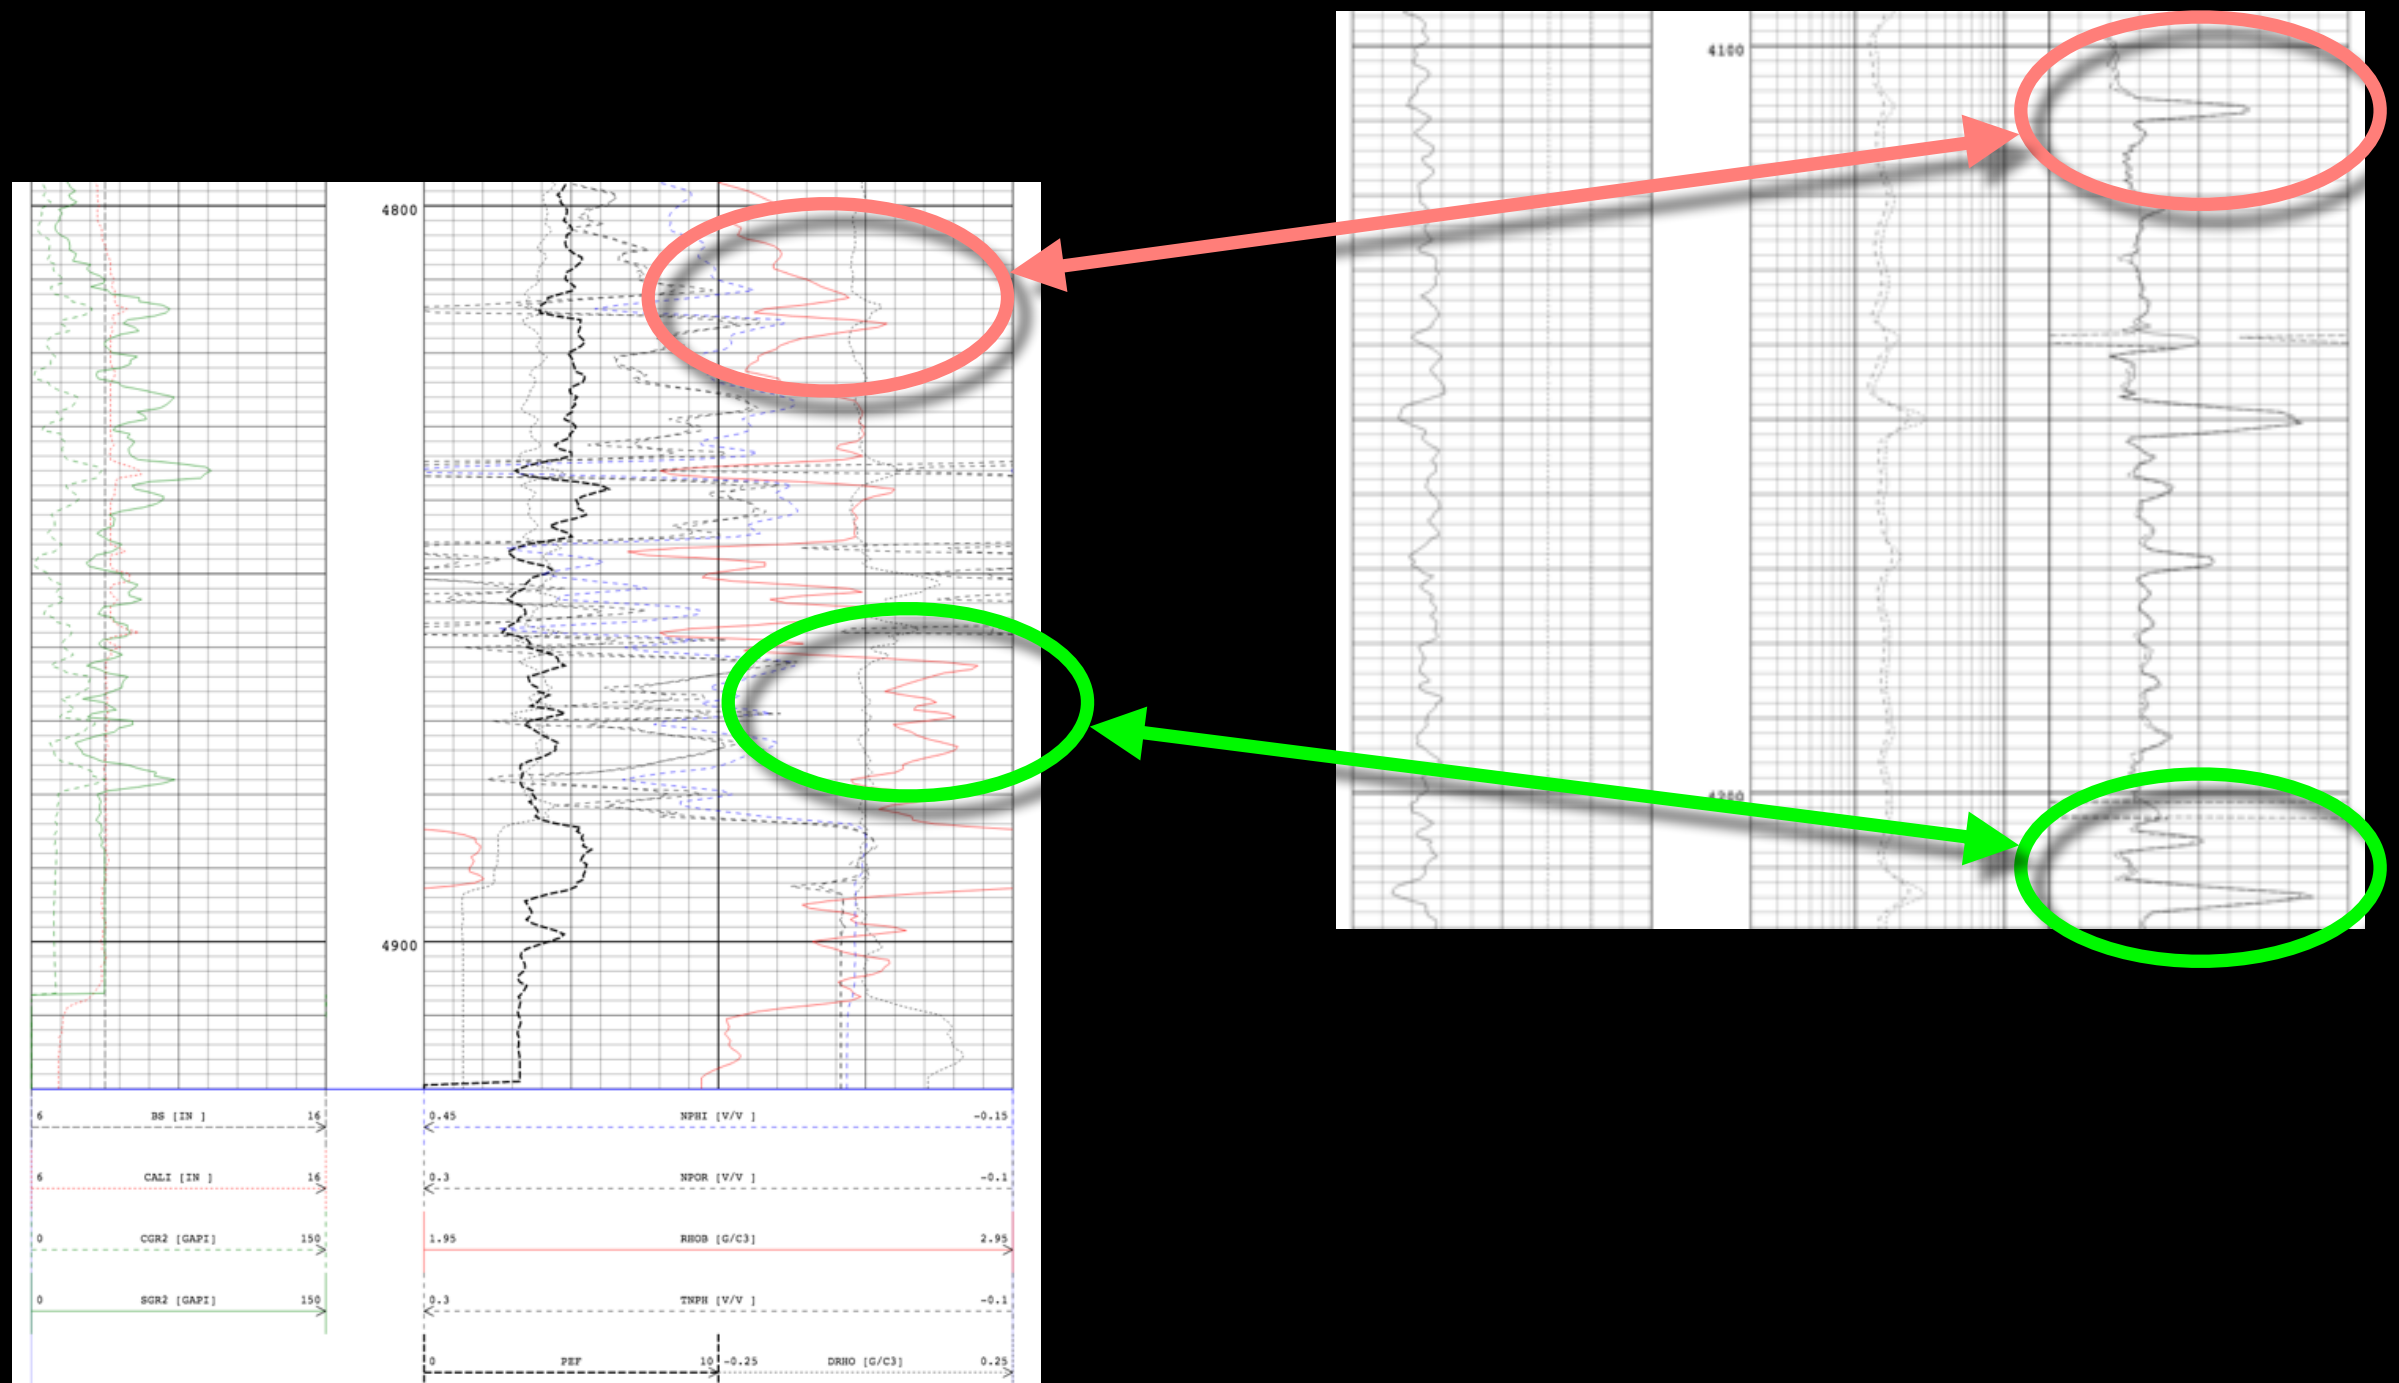 4800
4900
6 BS [IN ] 16
0.45 NPHI [V/V ] -0.15
6 CALI [IN ] 16
0.3 NPOR [V/V ] -0.1
0 CGR2 [GAPI] 150
1.95 RHOB [G/C3] 2.95
0 SGR2 [GAPI] 150
0.3 TNPH [V/V ] -0.1
0 PEF 10 -0.25 DRHO [G/C3] 0.25
4100
4200